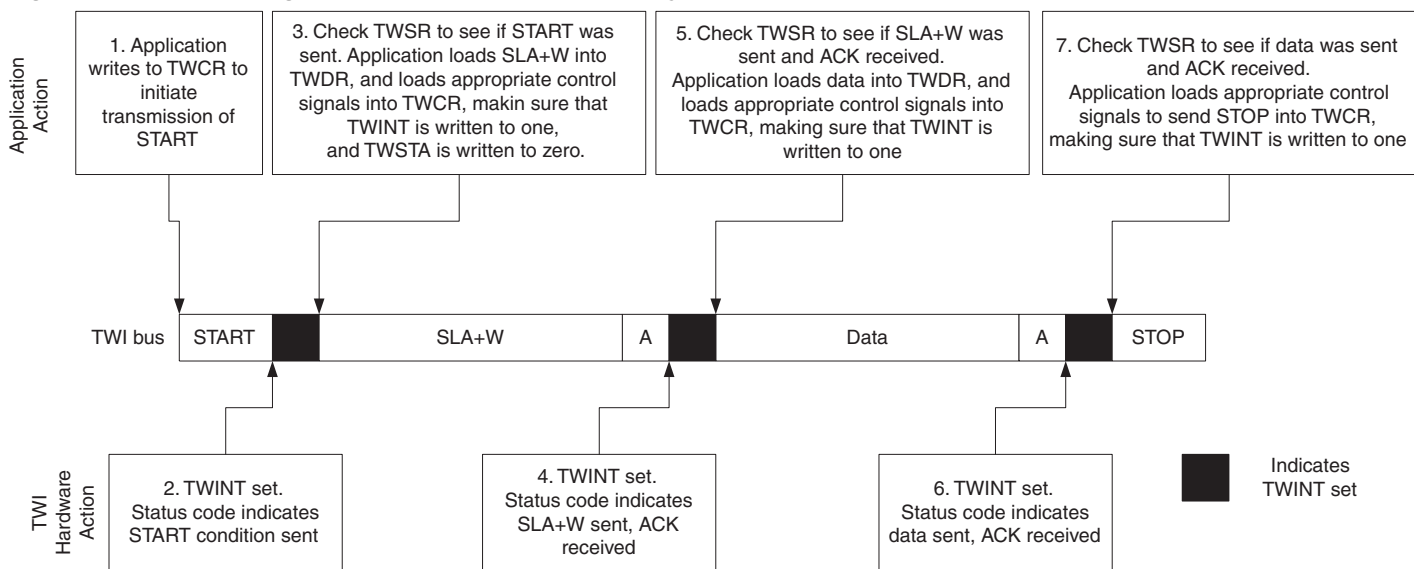 Application
Action
1. Application
writes to TWCR to
initiate
transmission of
START
3. Check TWSR to see if START was
sent. Application loads SLA+W into
TWDR, and loads appropriate control
signals into TWCR, makin sure that
TWINT is written to one,
and TWSTA is written to zero.
5. Check TWSR to see if SLA+W was
sent and ACK received.
Application loads data into TWDR, and
loads appropriate control signals into
TWCR, making sure that TWINT is
written to one
7. Check TWSR to see if data was sent
and ACK received.
Application loads appropriate control
signals to send STOP into TWCR,
making sure that TWINT is written to one
TWI bus
START
SLA+W
A
Data
A
STOP
TWI
Hardware
Action
2. TWINT set.
Status code indicates
START condition sent
4. TWINT set.
Status code indicates
SLA+W sent, ACK
received
6. TWINT set.
Status code indicates
data sent, ACK received
Indicates
TWINT set